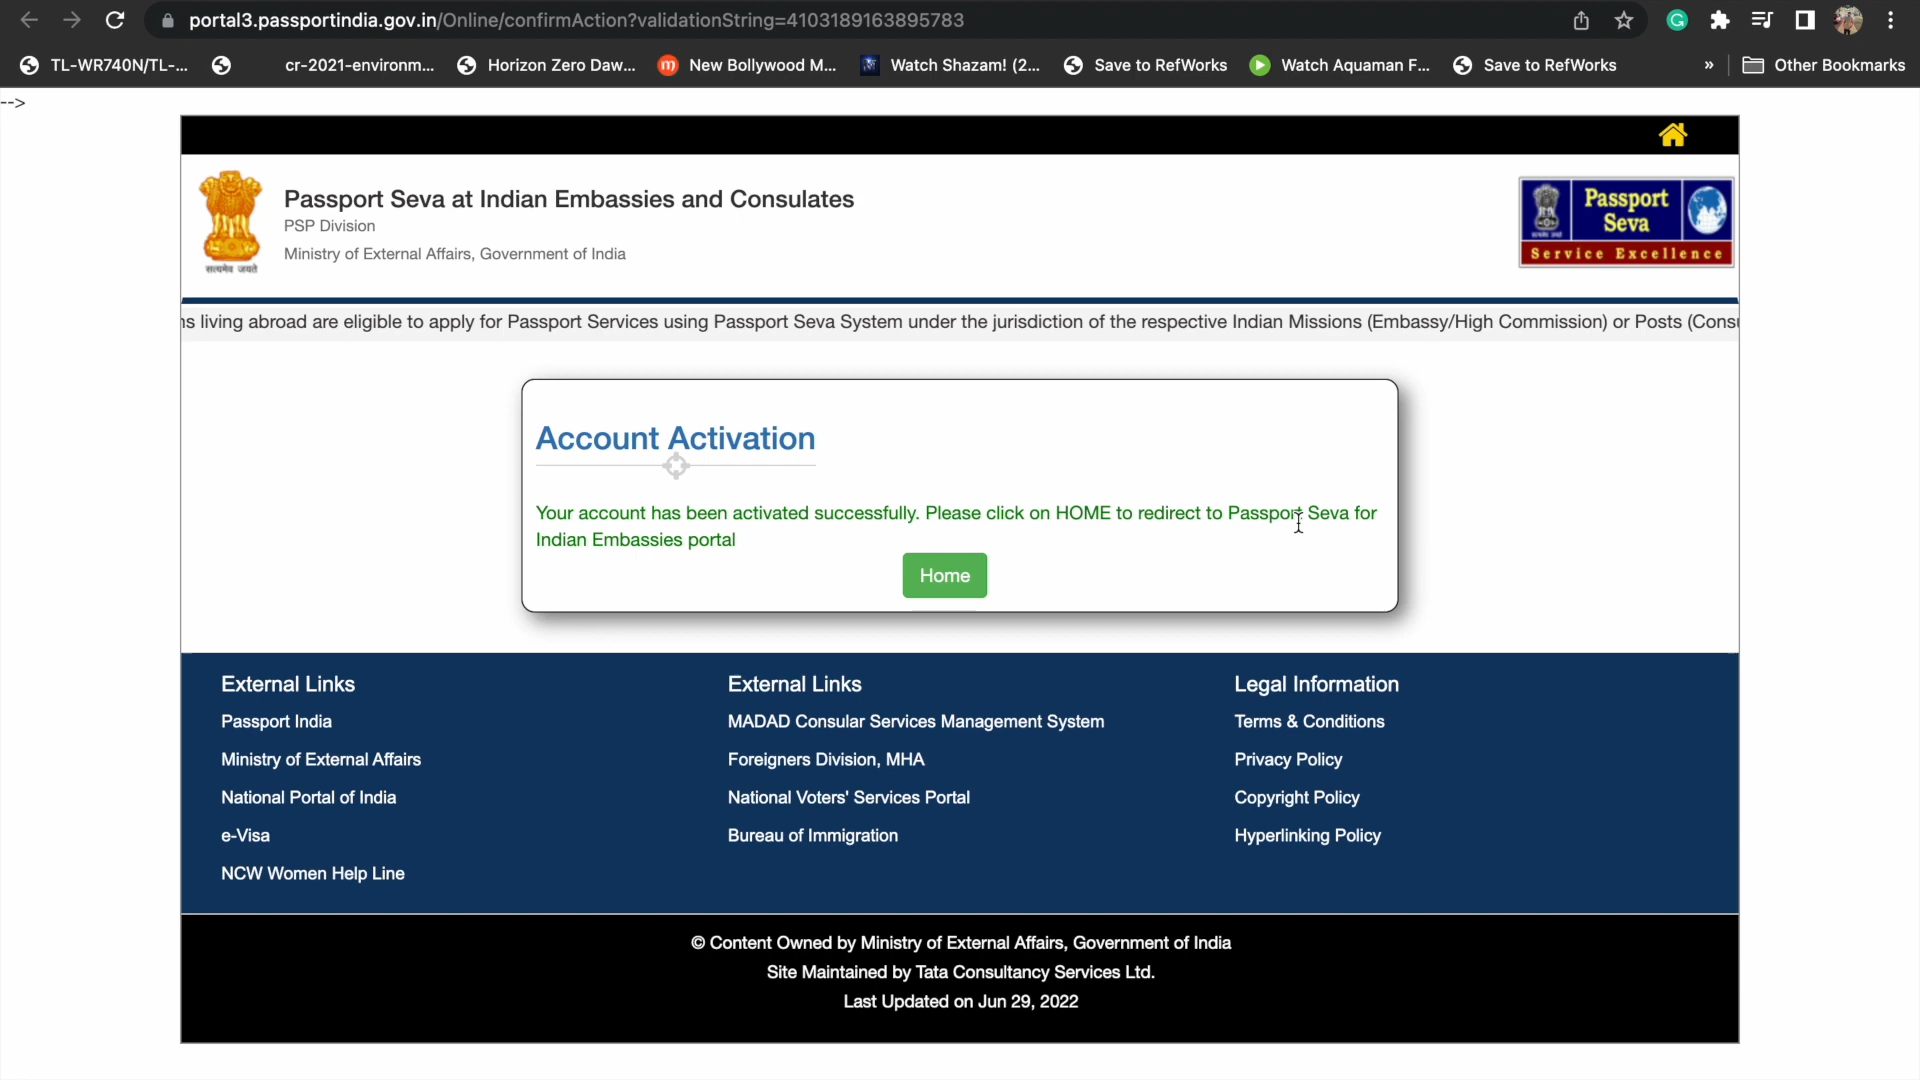 portal3.passportindia.gov.in/Online/confirmAction?validationString=4103189163895783
TL-WR740N/TL-...
cr-2021-environm...
Horizon Zero Daw...
m New Bollywood M...
Watch Shazam! (2...
Save to RefWorks
Watch Aquaman F...
Save to RefWorks
»
Other Bookmarks
-->
सत्यमेव जयते
Passport Seva at Indian Embassies and Consulates
PSP Division
Ministry of External Affairs, Government of India
Passport
Seva
Service Excellence
ns living abroad are eligible to apply for Passport Services using Passport Seva System under the jurisdiction of the respective Indian Missions (Embassy/High Commission) or Posts (Consu
Account Activation
Your account has been activated successfully. Please click on HOME to redirect to Passport Seva for
Indian Embassies portal
Home
External Links
Passport India
Ministry of External Affairs
National Portal of India
e-Visa
NCW Women Help Line
External Links
MADAD Consular Services Management System
Foreigners Division, MHA
National Voters' Services Portal
Bureau of Immigration
Legal Information
Terms & Conditions
Privacy Policy
Copyright Policy
Hyperlinking Policy
© Content Owned by Ministry of External Affairs, Government of India
Site Maintained by Tata Consultancy Services Ltd.
Last Updated on Jun 29, 2022